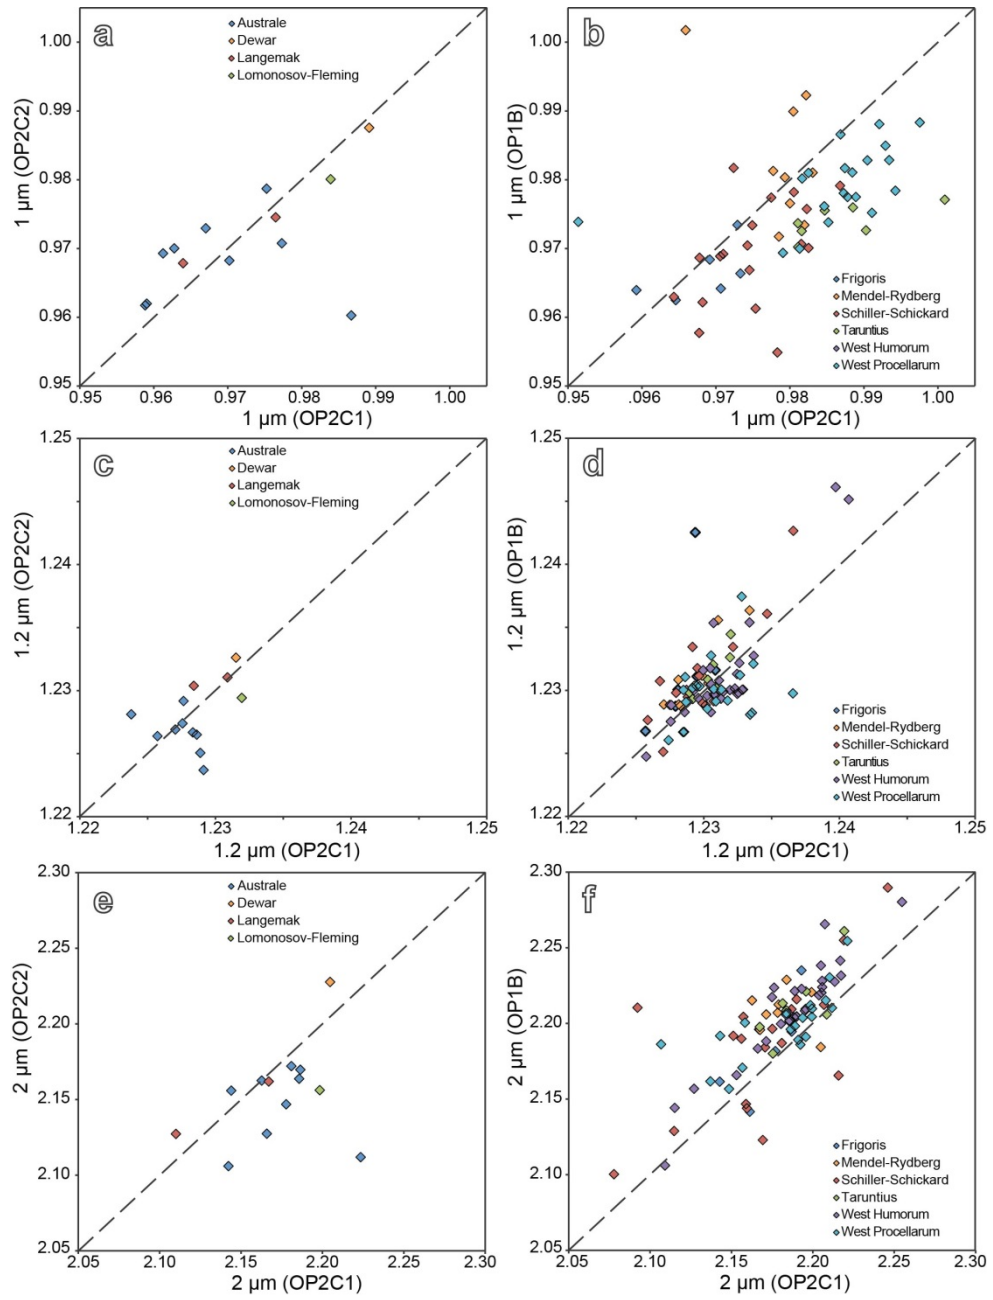 a
Australe
Dewar
Langemak
Lomonosov-Fleming
1.00
0.99
0.98
0.97
0.96
0.95
1 µm (OP2C2)
0.95 0.96 0.97 0.98 0.99 1.00
1 µm (OP2C1)
b
1.00
0.99
0.98
0.97
0.96
0.95
1 µm (OP1B)
Frigoris
Mendel-Rydberg
Schiller-Schickard
Taruntius
West Humorum
West Procellarum
0.95 .096 0.97 0.98 0.99 1.00
1 µm (OP2C1)
c
Australe
Dewar
Langemak
Lomonosov-Fleming
1.25
1.24
1.23
1.22
1.2 µm (OP2C2)
1.22 1.23 1.24 1.25
1.2 µm (OP2C1)
d
1.25
1.24
1.23
1.22
1.2 µm (OP1B)
Frigoris
Mendel-Rydberg
Schiller-Schickard
Taruntius
West Humorum
West Procellarum
1.22 1.23 1.24 1.25
1.2 µm (OP2C1)
e
Australe
Dewar
Langemak
Lomonosov-Fleming
2.30
2.25
2.20
2.15
2.10
2.05
2 µm (OP2C2)
2.05 2.10 2.15 2.20 2.25 2.30
2 µm (OP2C1)
f
2.30
2.25
2.20
2.15
2.10
2.05
2 µm (OP1B)
Frigoris
Mendel-Rydberg
Schiller-Schickard
Taruntius
West Humorum
West Procellarum
2.05 2.10 2.15 2.20 2.25 2.30
2 µm (OP2C1)